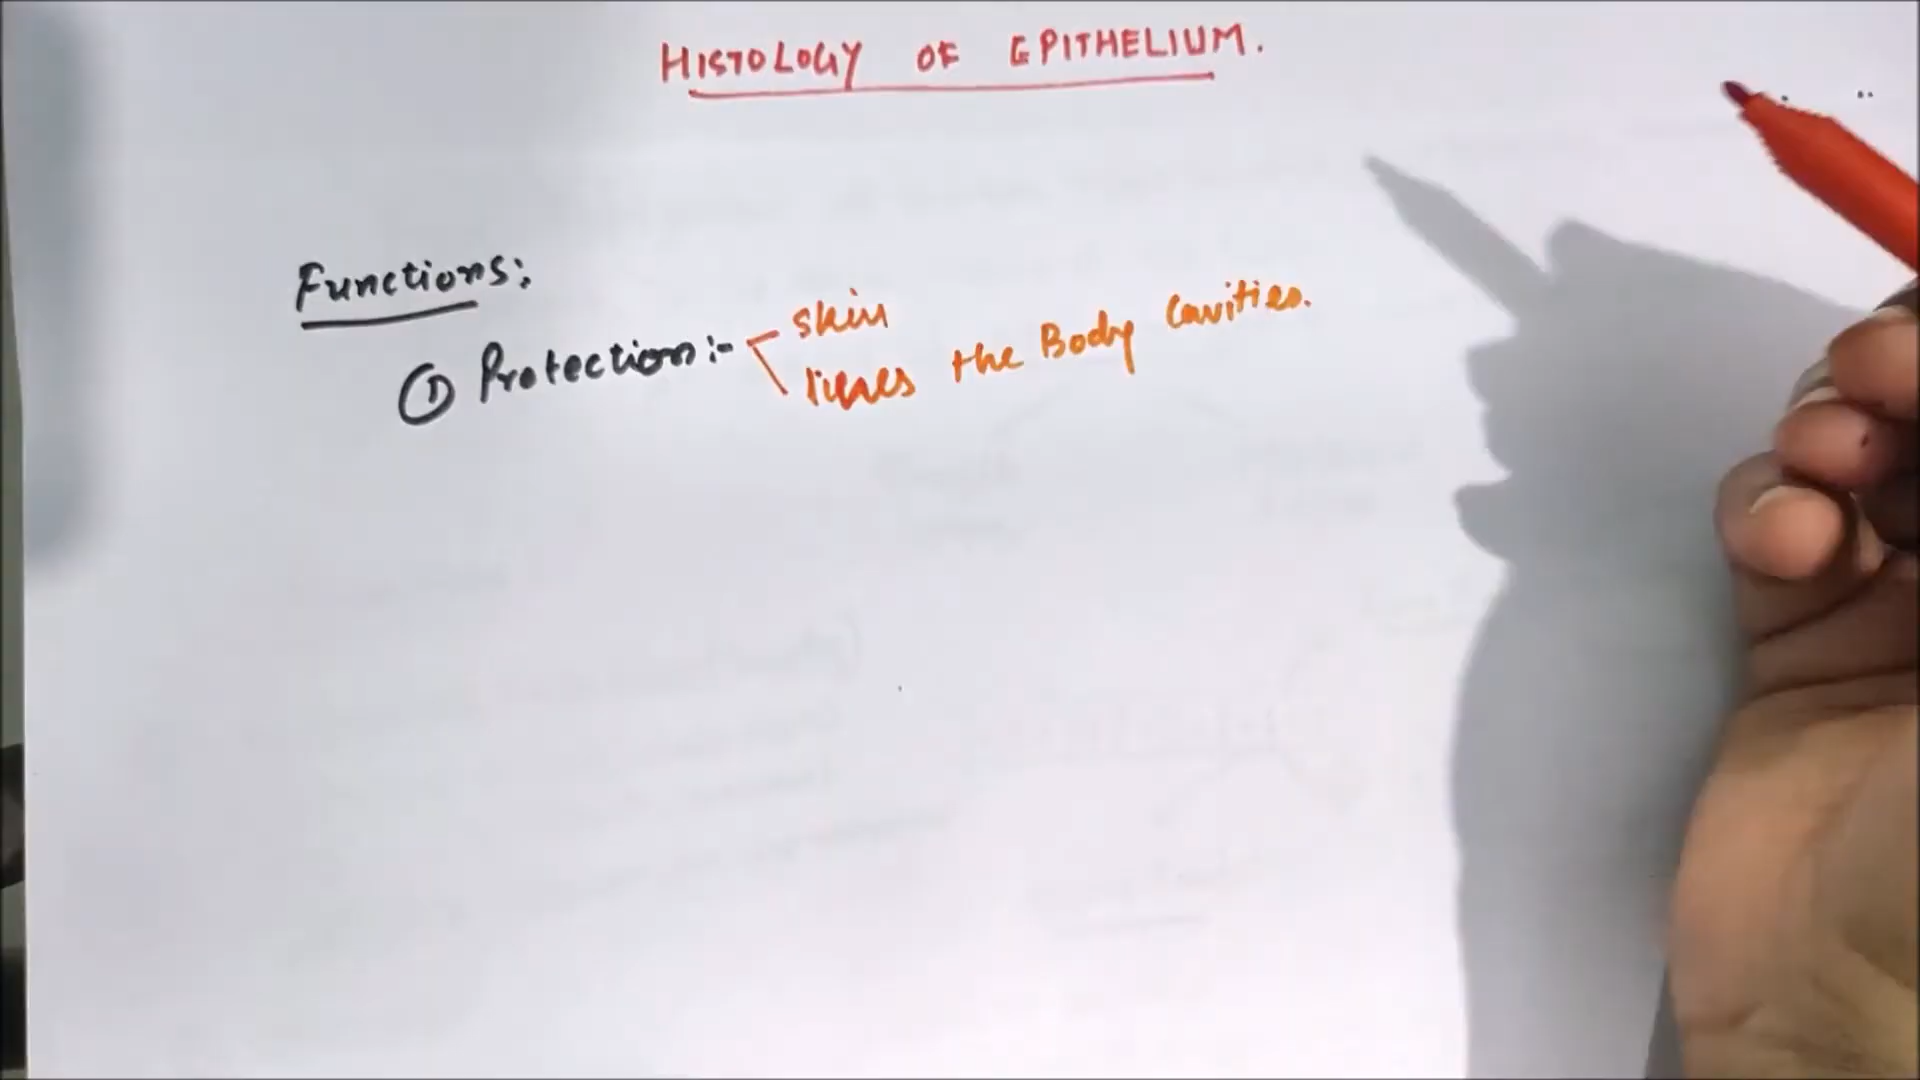 HISTOLOGY OF EPITHELIUM.
Functions:
① Protection:- skin
lines the Body Cavities.